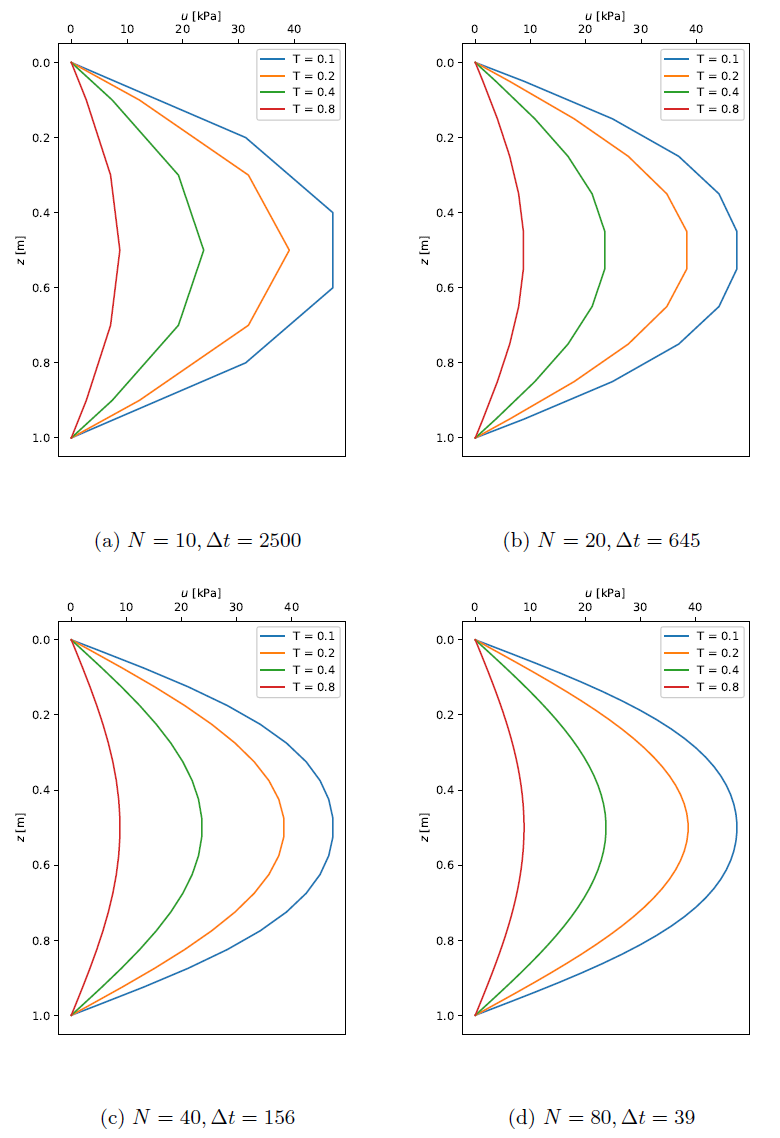 u [kPa]
0 10 20 30 40
0.0
0.2
0.4
0.6
0.8
1.0
z [m]
T = 0.1
T = 0.2
T = 0.4
T = 0.8
(a) N = 10, Δt = 2500
u [kPa]
0 10 20 30 40
0.0
0.2
0.4
0.6
0.8
1.0
z [m]
T = 0.1
T = 0.2
T = 0.4
T = 0.8
(b) N = 20, Δt = 645
u [kPa]
0 10 20 30 40
0.0
0.2
0.4
0.6
0.8
1.0
z [m]
T = 0.1
T = 0.2
T = 0.4
T = 0.8
(c) N = 40, Δt = 156
u [kPa]
0 10 20 30 40
0.0
0.2
0.4
0.6
0.8
1.0
z [m]
T = 0.1
T = 0.2
T = 0.4
T = 0.8
(d) N = 80, Δt = 39